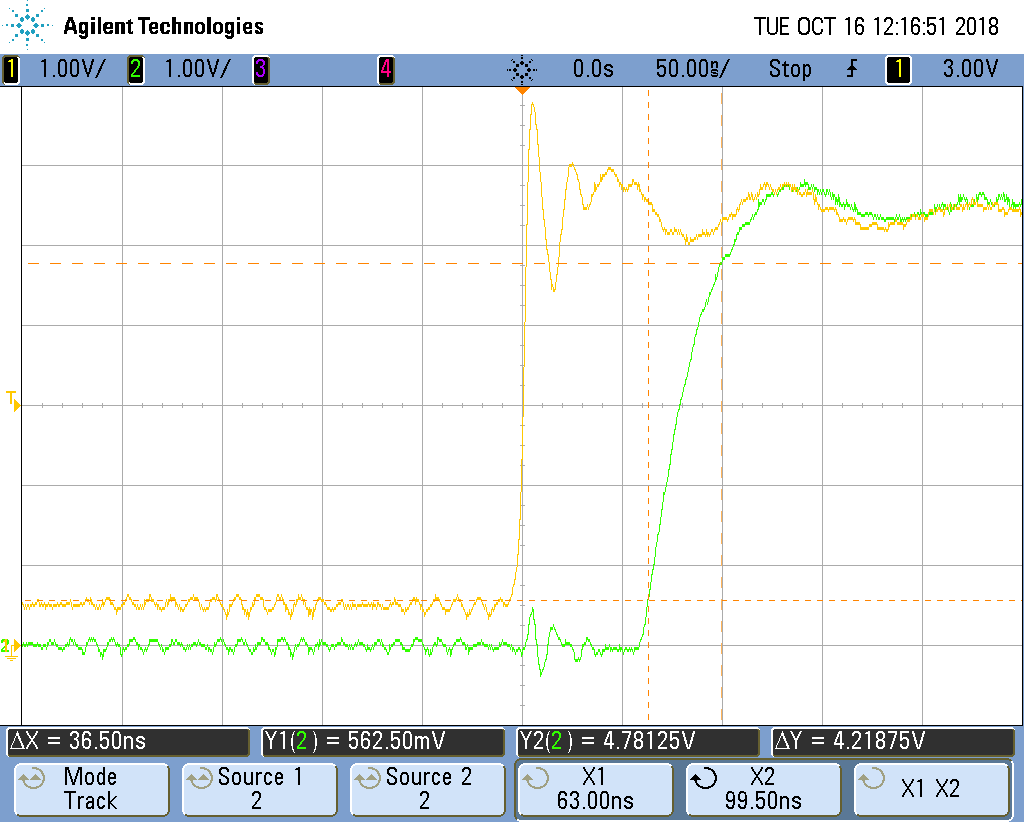 Agilent Technologies
TUE OCT 16 12:16:51 2018
1 1.00V/ 2 1.00V/ 3 4 0.0s 50.00ns/ Stop 1 3.00V
T
2
ΔX = 36.50ns
Y1(2) = 562.50mV
Y2(2) = 4.78125V
ΔY = 4.21875V
Mode
Track
Source 1
2
Source 2
2
X1
63.00ns
X2
99.50ns
X1 X2